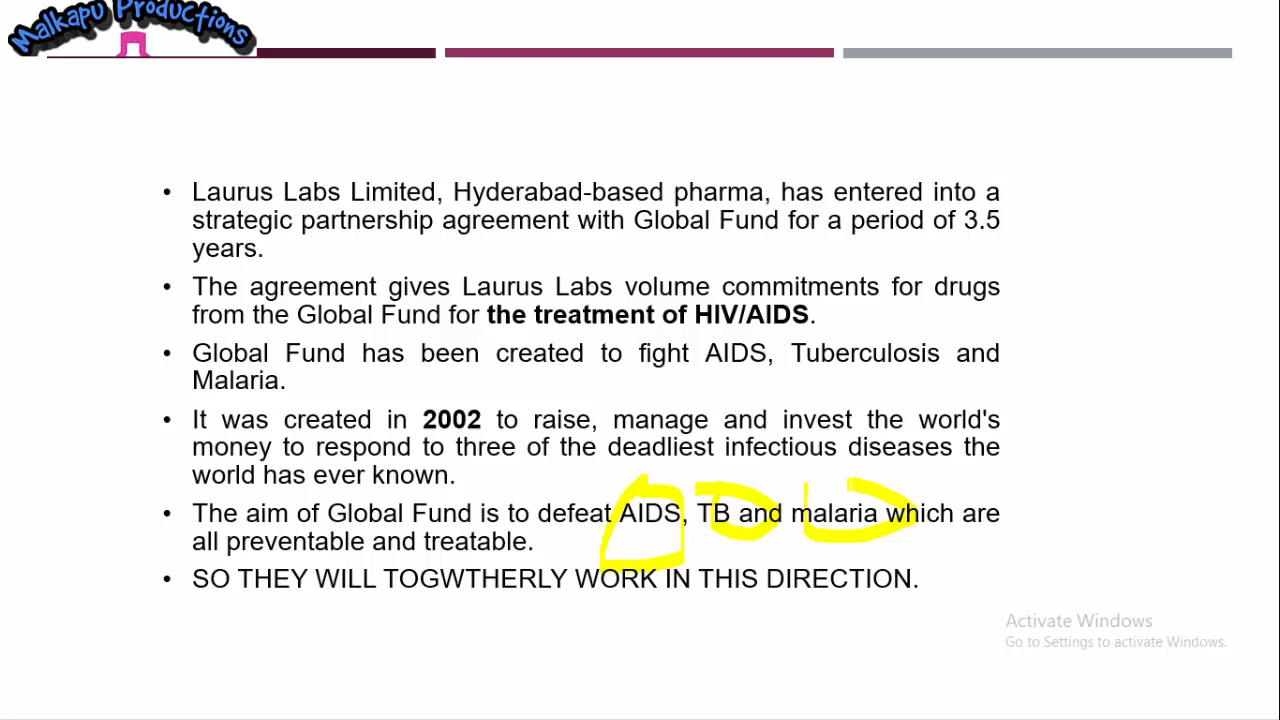 Malkapu Productions
• Laurus Labs Limited, Hyderabad-based pharma, has entered into a
strategic partnership agreement with Global Fund for a period of 3.5
years.
• The agreement gives Laurus Labs volume commitments for drugs
from the Global Fund for the treatment of HIV/AIDS.
• Global Fund has been created to fight AIDS, Tuberculosis and
Malaria.
• It was created in 2002 to raise, manage and invest the world's
money to respond to three of the deadliest infectious diseases the
world has ever known.
• The aim of Global Fund is to defeat AIDS, TB and malaria which are
all preventable and treatable.
• SO THEY WILL TOGWTHERLY WORK IN THIS DIRECTION.
Activate Windows
Go to Settings to activate Windows.